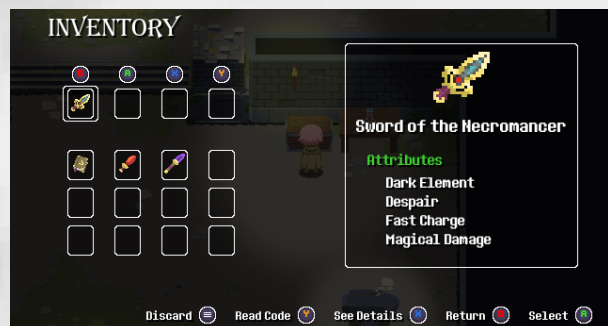 INVENTORY
B A X Y
Sword of the Necromancer
Attributes
Dark Element
Despair
Fast Charge
Magical Damage
Discard Read Code Y See Details X Return B Select A